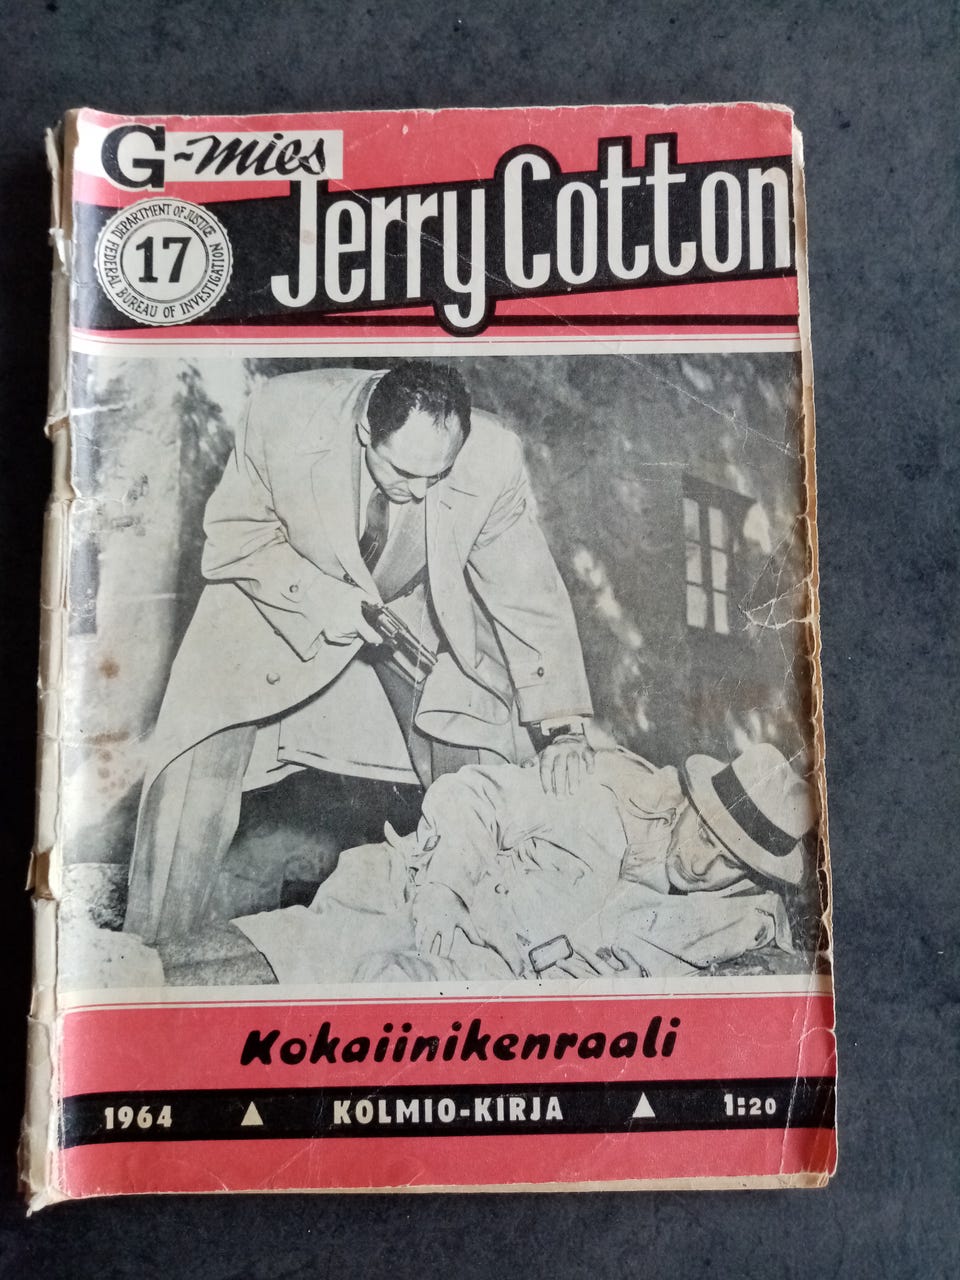 G-mies
Jerry Cotton
DEPARTMENT OF JUSTICE
17
FEDERAL BUREAU OF INVESTIGATION
Kokaiinikenraali
1964 ▲ KOLMIO-KIRJA ▲ 1:20